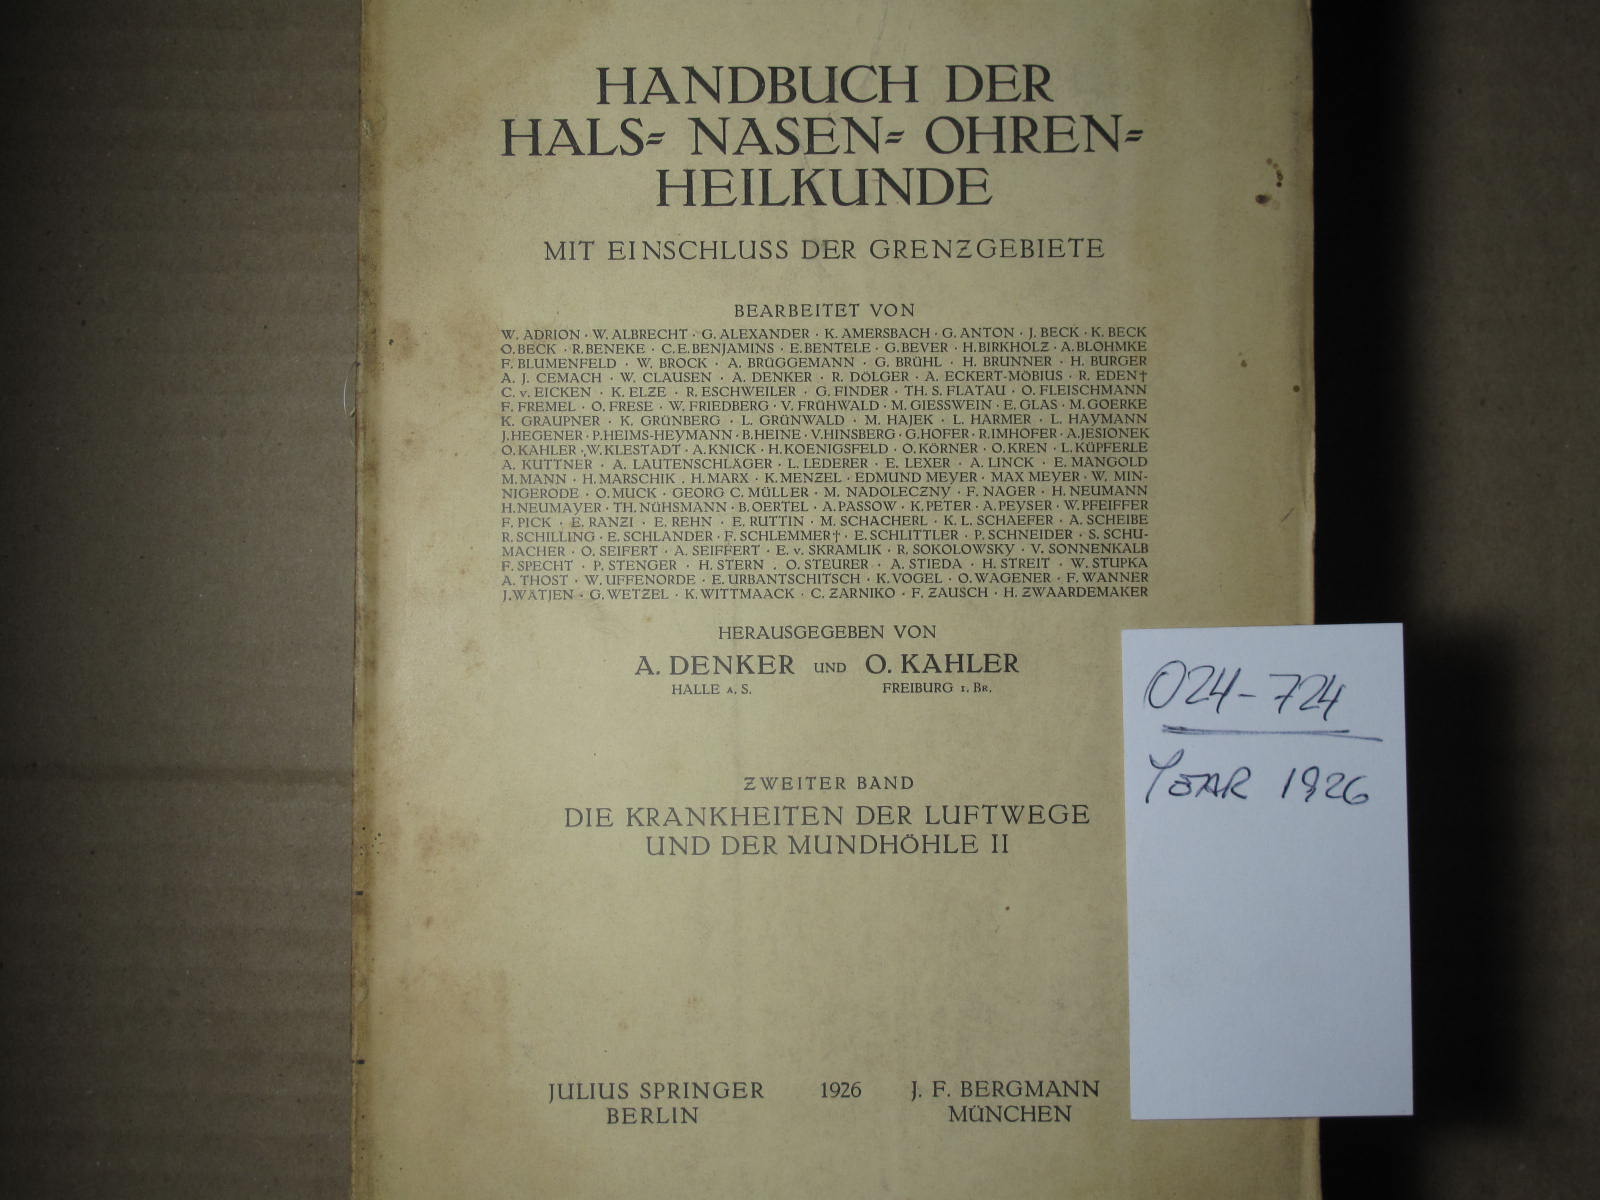 HANDBUCH DER
HALS= NASEN= OHREN=
HEILKUNDE
MIT EINSCHLUSS DER GRENZGEBIETE
BEARBEITET VON
W. ADRION · W. ALBRECHT · G. ALEXANDER · K. AMERSBACH · G. ANTON · J. BECK · K. BECK
O. BECK · R. BENEKE · C. E. BENJAMINS · E. BENTELE · G. BEVER · H. BIRKHOLZ · A. BLOHMKE
F. BLUMENFELD · W. BROCK · A. BRÜGGEMANN · G. BRÜHL · H. BRUNNER · H. BURGER
A. J. CEMACH · W. CLAUSEN · A. DENKER · R. DÖLGER · A. ECKERT-MÖBIUS · R. EDEN†
C. v. EICKEN · K. ELZE · R. ESCHWEILER · G. FINDER · TH. S. FLATAU · O. FLEISCHMANN
F. FREMEL · O. FRESE · W. FRIEDBERG · V. FRÜHWALD · M. GIESSWEIN · E. GLAS · M. GOERKE
K. GRAUPNER · K. GRÜNBERG · L. GRÜNWALD · M. HAJEK · L. HARMER · L. HAYMANN
J. HEGENER · P. HEIMS-HEYMANN · B. HEINE · V. HINSBERG · G. HOFER · R. IMHOFER · A. JESIONEK
O. KAHLER · W. KLESTADT · A. KNICK · H. KOENIGSFELD · O. KÖRNER · O. KREN · L. KÜPFERLE
A. KUTTNER · A. LAUTENSCHLÄGER · L. LEDERER · E. LEXER · A. LINCK · E. MANGOLD
M. MANN · H. MARSCHIK · H. MARX · K. MENZEL · EDMUND MEYER · MAX MEYER · W. MIN-
NIGERODE · O. MUCK · GEORG C. MÜLLER · M. NADOLECZNY · F. NAGER · H. NEUMANN
H. NEUMAYER · TH. NÜHSMANN · B. OERTEL · A. PASSOW · K. PETER · A. PEYSER · W. PFEIFFER
F. PICK · E. RANZI · E. REHN · E. RUTTIN · M. SCHACHERL · K. L. SCHAEFER · A. SCHEIBE
R. SCHILLING · E. SCHLANDER · F. SCHLEMMER† · E. SCHLITTLER · P. SCHNEIDER · S. SCHU-
MACHER · O. SEIFERT · A. SEIFFERT · E. v. SKRAMLIK · R. SOKOLOWSKY · V. SONNENKALB
F. SPECHT · P. STENGER · H. STERN · O. STEURER · A. STIEDA · H. STREIT · W. STUPKA
A. THOST · W. UFFENORDE · E. URBANTSCHITSCH · K. VOGEL · O. WAGENER · F. WANNER
J. WÄTJEN · G. WETZEL · K. WITTMAACK · C. ZARNIKO · F. ZAUSCH · H. ZWAARDEMAKER
HERAUSGEGEBEN VON
A. DENKER UND O. KAHLER
HALLE A. S. FREIBURG I. BR.
ZWEITER BAND
DIE KRANKHEITEN DER LUFTWEGE
UND DER MUNDHÖHLE II
JULIUS SPRINGER 1926 J. F. BERGMANN
BERLIN MÜNCHEN
024-724
YEAR 1926